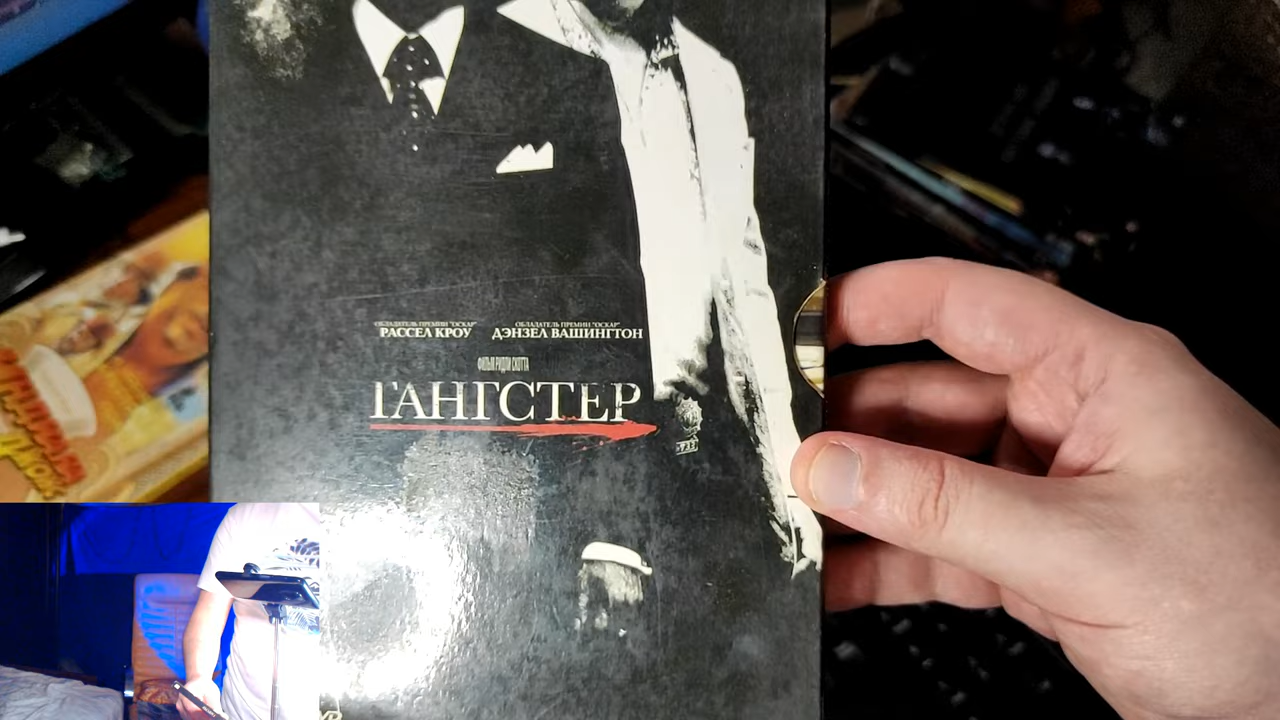 ОБЛАДАТЕЛЬ ПРЕМИИ "ОСКАР" ОБЛАДАТЕЛЬ ПРЕМИИ "ОСКАР"
РАССЕЛ КРОУ ДЭНЗЕЛ ВАШИНГТОН
ФИЛЬМ РИДЛИ СКОТТА
ГАНГСТЕР